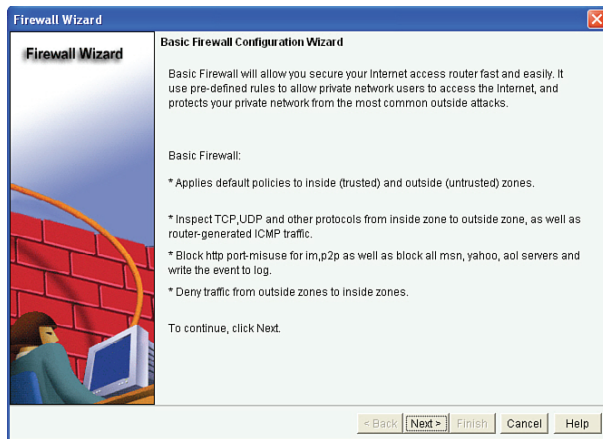 Firewall Wizard
Firewall Wizard
Basic Firewall Configuration Wizard
Basic Firewall will allow you secure your Internet access router fast and easily. It
use pre-defined rules to allow private network users to access the Internet, and
protects your private network from the most common outside attacks.
Basic Firewall:
* Applies default policies to inside (trusted) and outside (untrusted) zones.
* Inspect TCP,UDP and other protocols from inside zone to outside zone, as well as
router-generated ICMP traffic.
* Block http port-misuse for im,p2p as well as block all msn, yahoo, aol servers and
write the event to log.
* Deny traffic from outside zones to inside zones.
To continue, click Next.
< Back Next > Finish Cancel Help